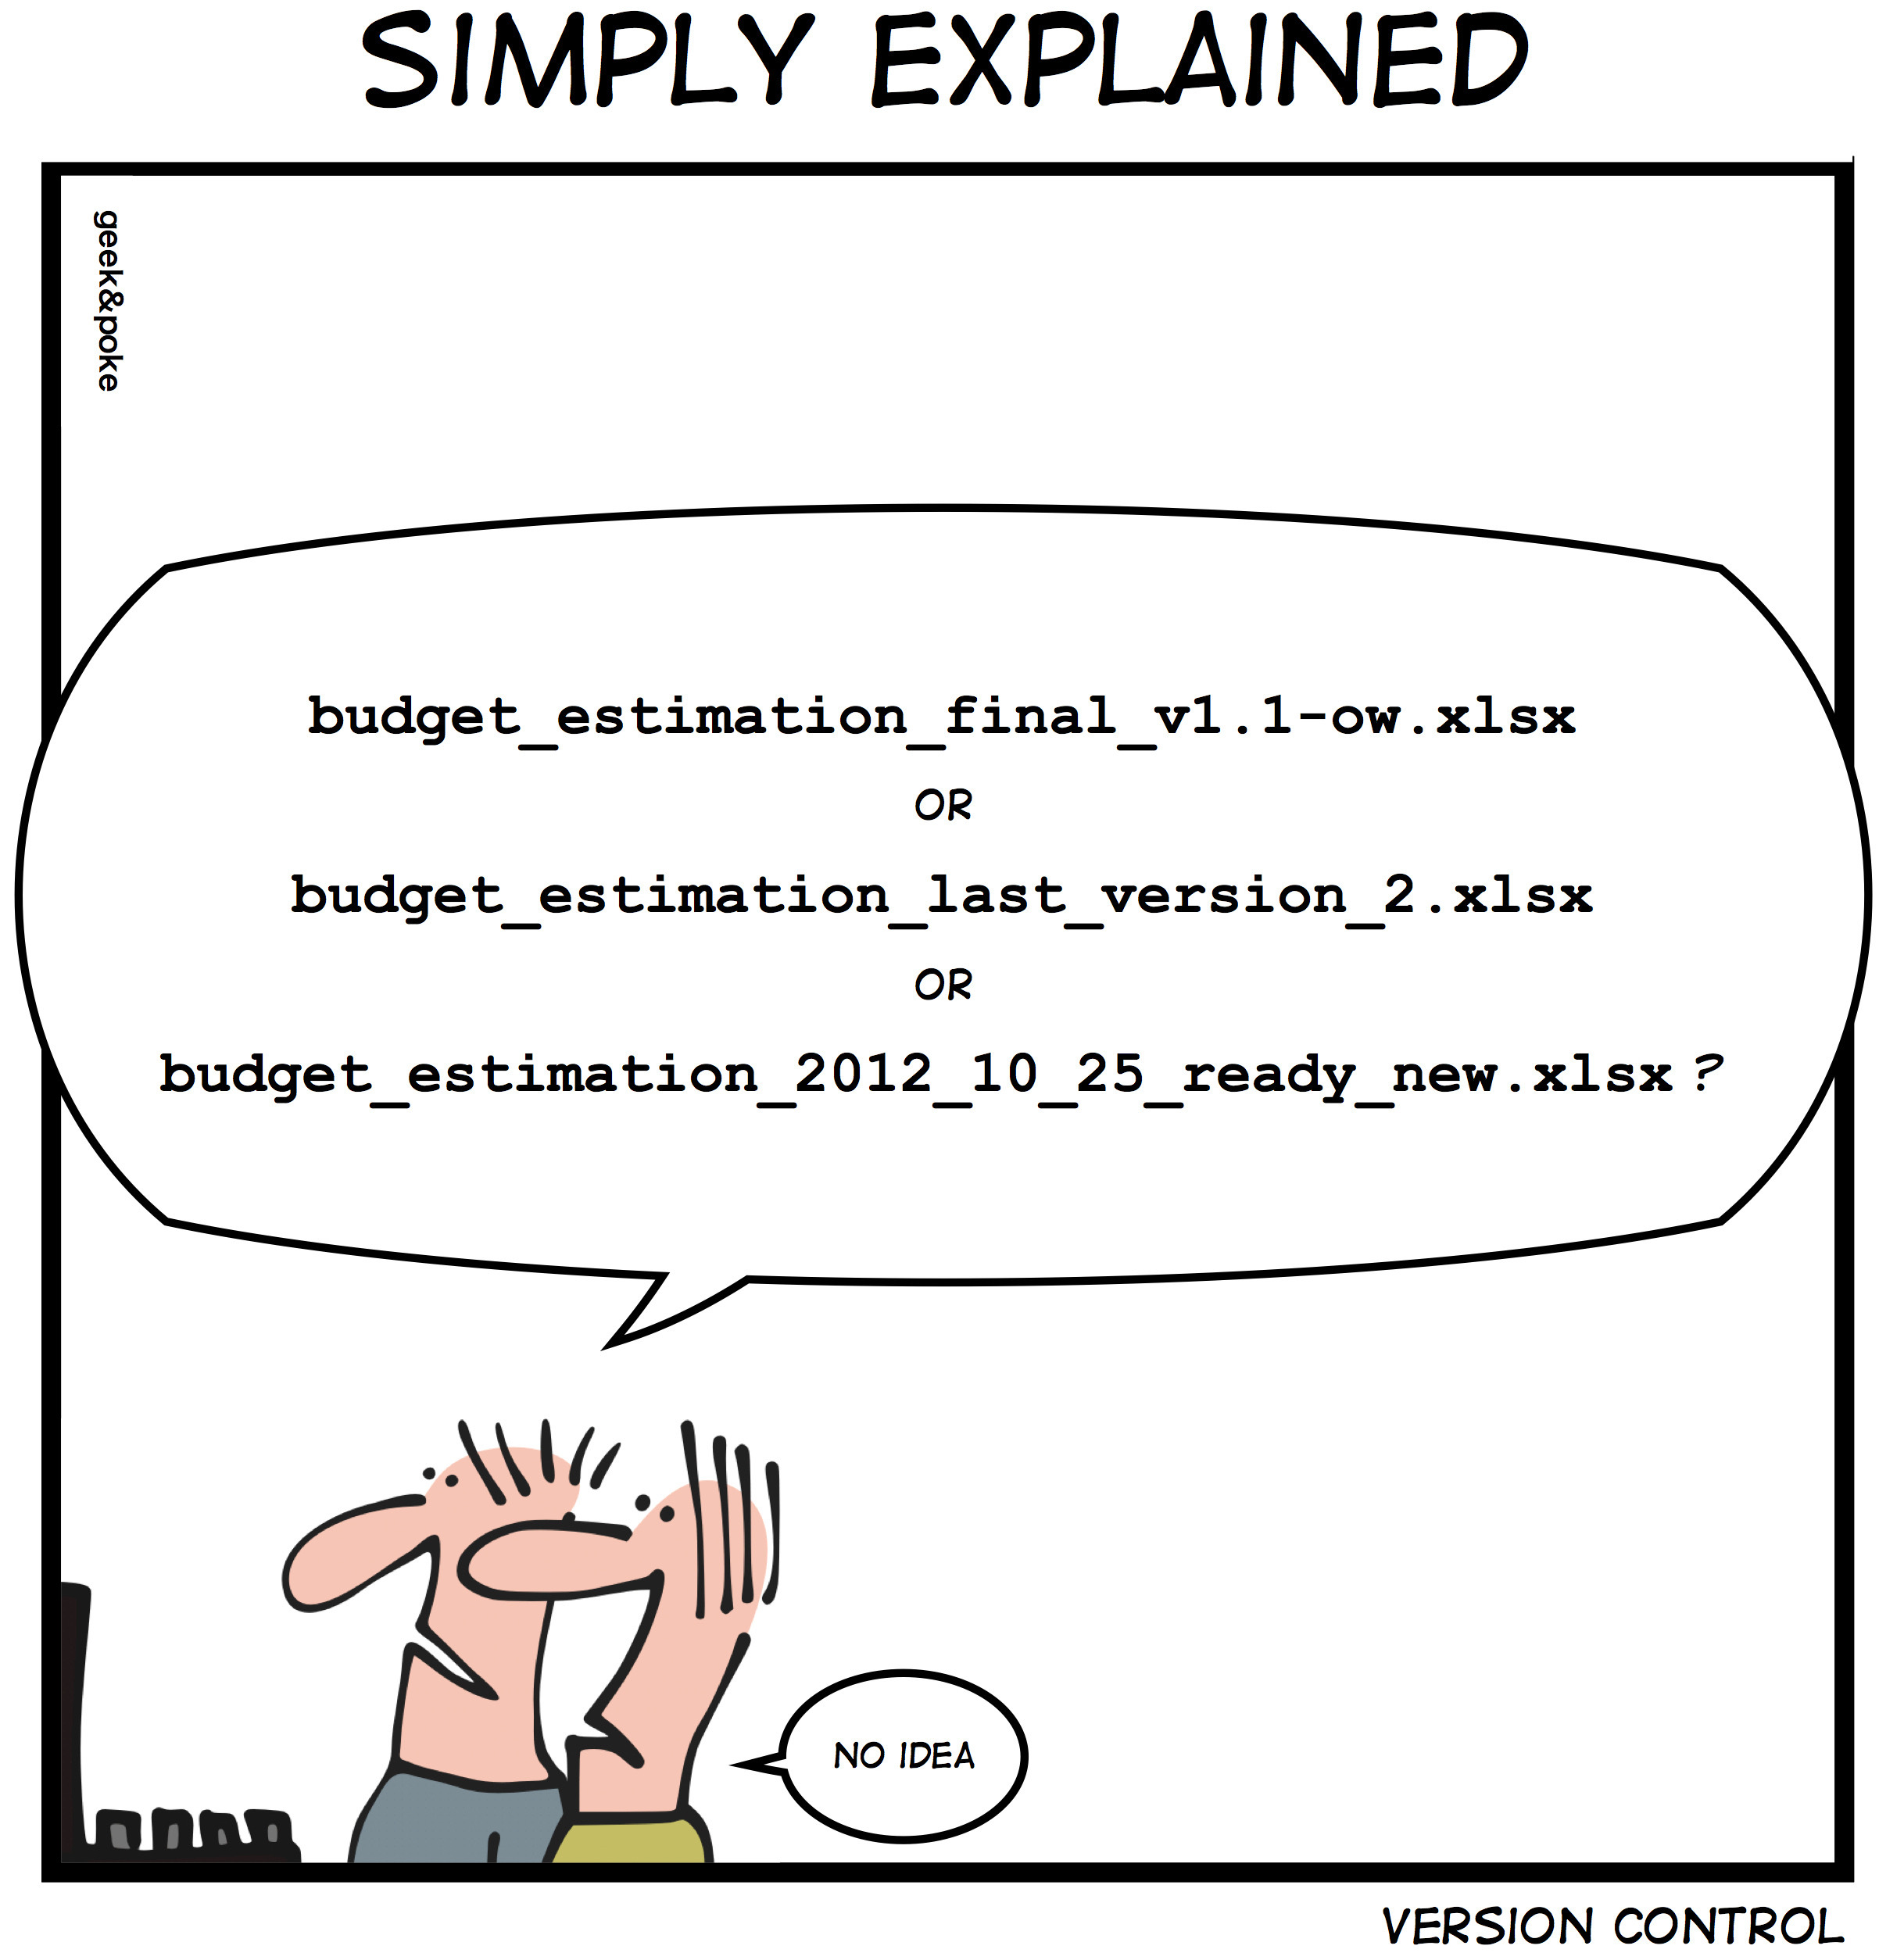 SIMPLY EXPLAINED
geek&poke
budget_estimation_final_v1.1-ow.xlsx
OR
budget_estimation_last_version_2.xlsx
OR
budget_estimation_2012_10_25_ready_new.xlsx ?
NO IDEA
VERSION CONTROL